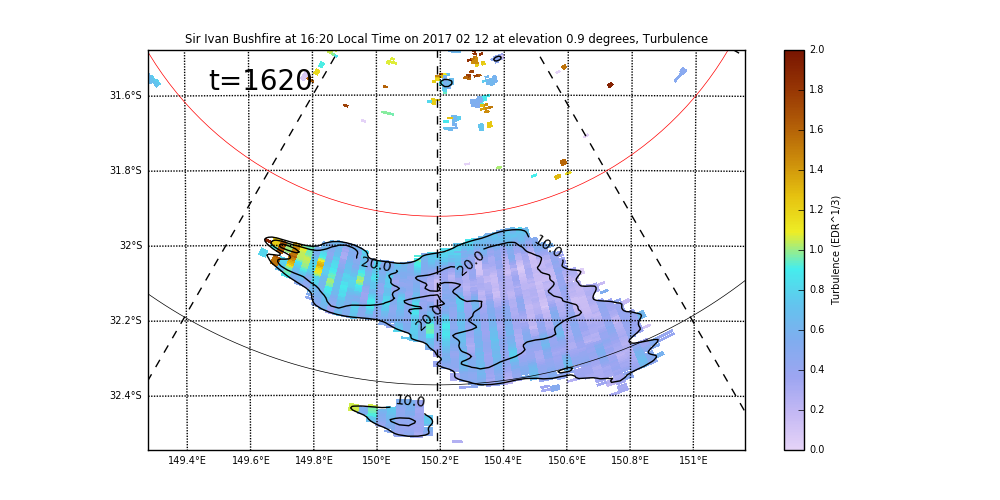 Sir Ivan Bushfire at 16:20 Local Time on 2017 02 12 at elevation 0.9 degrees, Turbulence
t=1620
31.6°S
31.8°S
32°S
32.2°S
32.4°S
149.4°E
149.6°E
149.8°E
150°E
150.2°E
150.4°E
150.6°E
150.8°E
151°E
20.0
20.0
10.0
20.0
10.0
2.0
1.8
1.6
1.4
1.2
1.0
0.8
0.6
0.4
0.2
0.0
Turbulence (EDR^1/3)